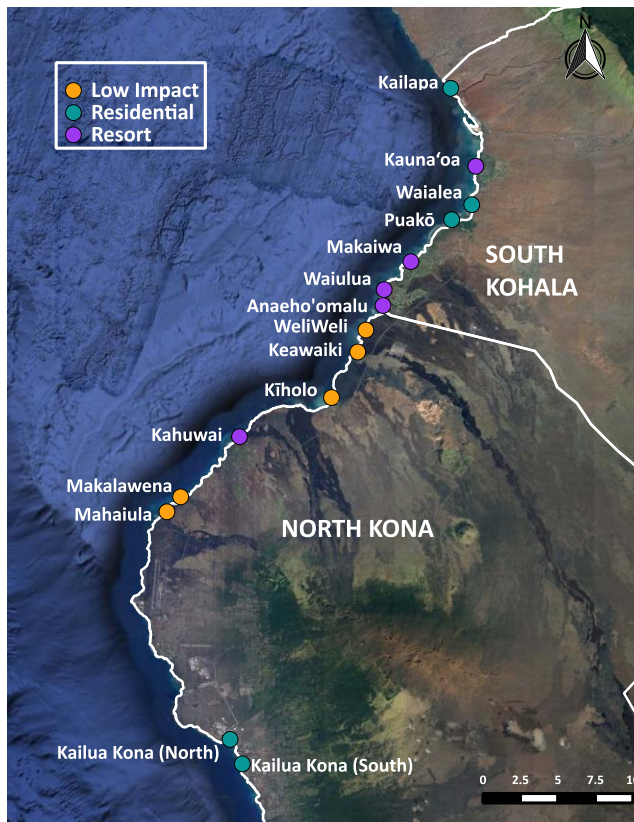 N
Kailapa
Low Impact
Residential
Resort
Kauna‘oa
Waialea
Puakō
Makaiwa
SOUTH
KOHALA
Waiulua
Anaeho'omalu
WeliWeli
Keawaiki
Kīholo
Kahuwai
Makalawena
Mahaiula
NORTH KONA
Kailua Kona (North)
Kailua Kona (South)
0 2.5 5 7.5